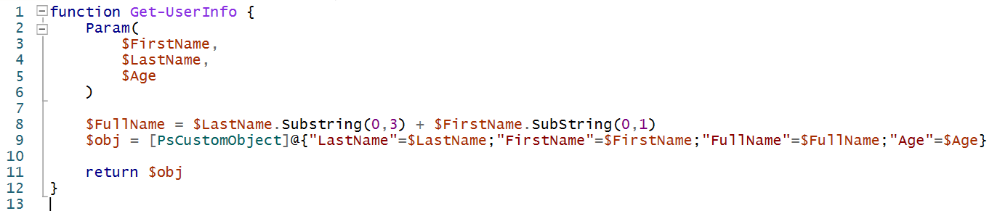 1 function Get-UserInfo {
2     Param(
3         $FirstName,
4         $LastName,
5         $Age
6     )
7
8     $FullName = $LastName.Substring(0,3) + $FirstName.SubString(0,1)
9     $obj = [PsCustomObject]@{"LastName"=$LastName;"FirstName"=$FirstName;"FullName"=$FullName;"Age"=$Age}
10
11     return $obj
12 }
13